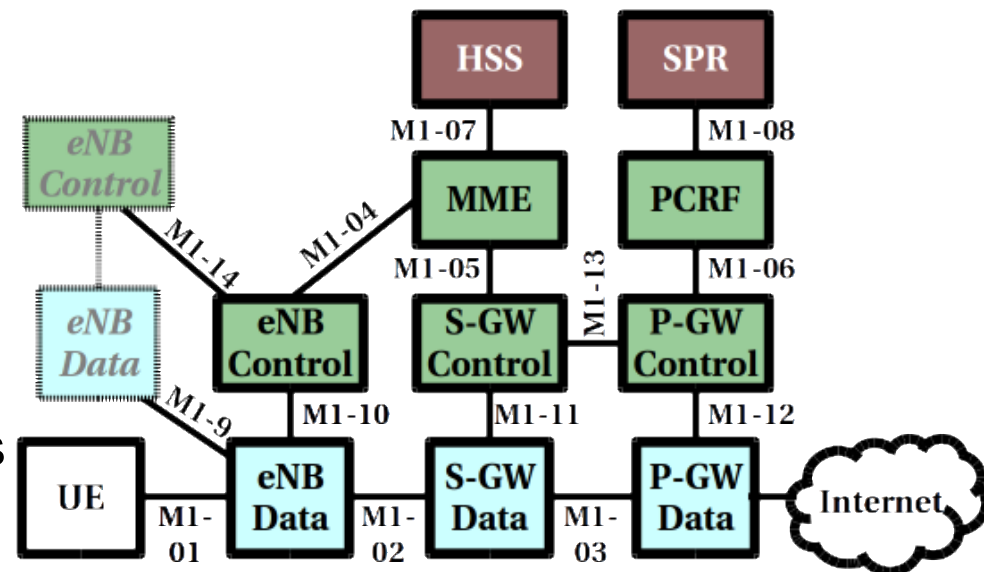 HSS
SPR
M1-07
M1-08
eNB
Control
MME
PCRF
M1-14
M1-04
M1-05
M1-13
M1-06
eNB
Data
eNB
Control
S-GW
Control
P-GW
Control
M1-9
M1-10
M1-11
M1-12
s
UE
eNB
Data
S-GW
Data
P-GW
Data
Internet
M1-
01
M1-
02
M1-
03